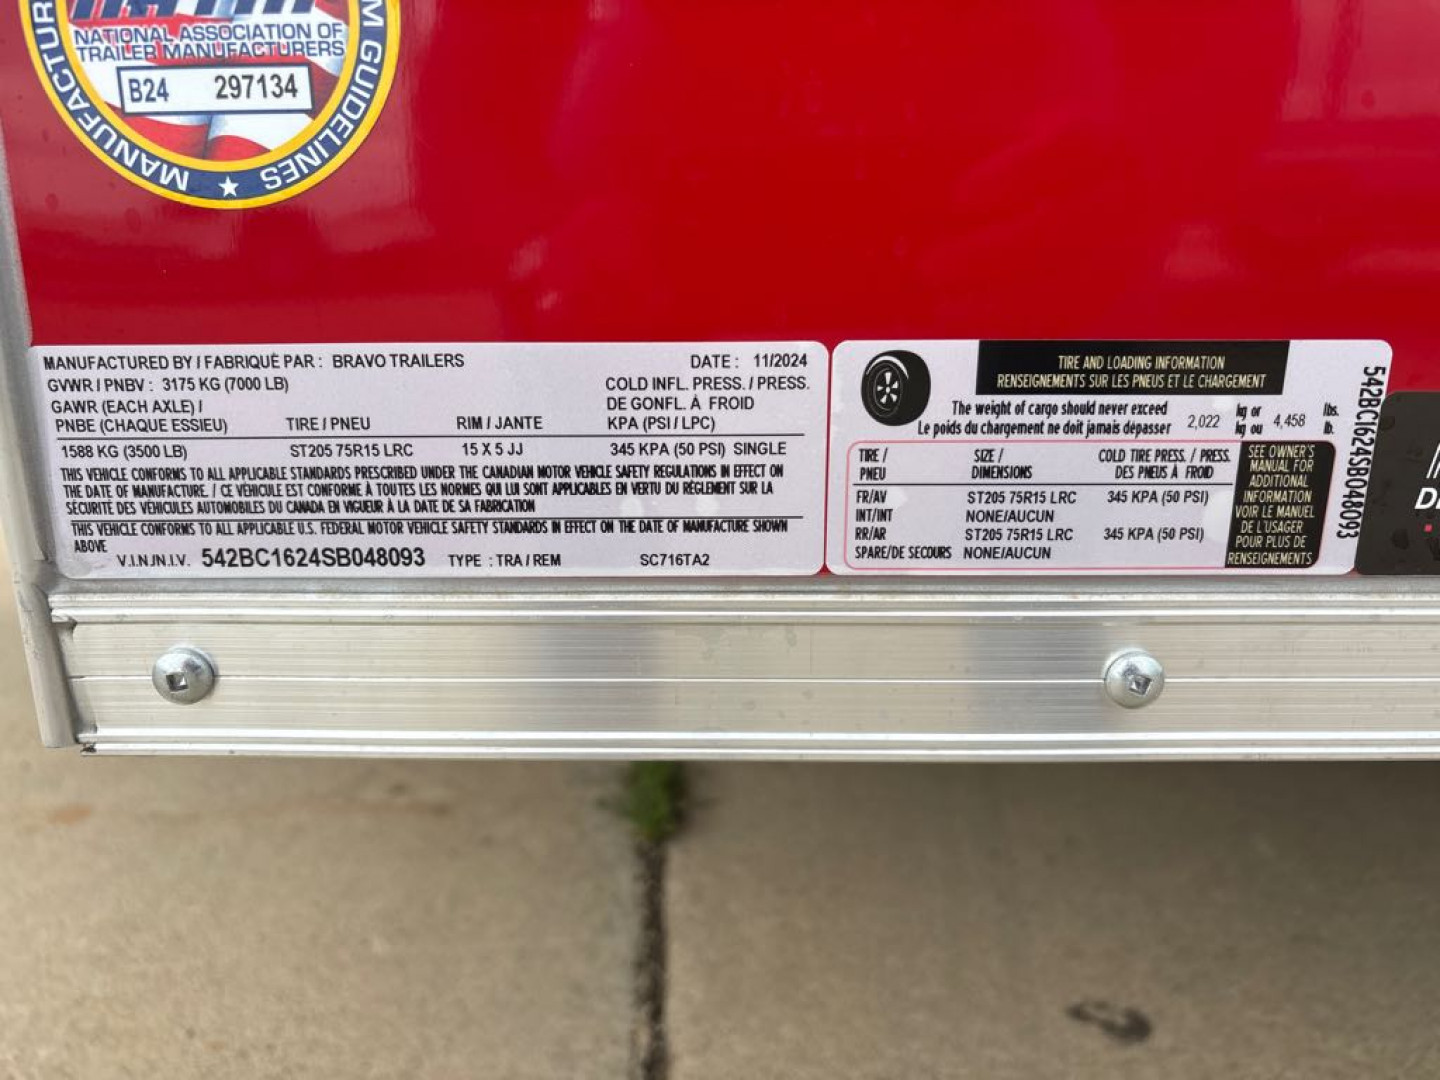 NATIONAL ASSOCIATION OF
TRAILER MANUFACTURERS
B24 297134
MANUFACTUR
M GUIDELINES
MANUFACTURED BY / FABRIQUÈ PAR : BRAVO TRAILERS DATE : 11/2024
GVWR / PNBV : 3175 KG (7000 LB) COLD INFL. PRESS. / PRESS.
GAWR (EACH AXLE) / DE GONFL. À FROID
PNBE (CHAQUE ESSIEU) TIRE / PNEU RIM / JANTE KPA (PSI / LPC)
1588 KG (3500 LB) ST205 75R15 LRC 15 X 5 JJ 345 KPA (50 PSI) SINGLE
THIS VEHICLE CONFORMS TO ALL APPLICABLE STANDARDS PRESCRIBED UNDER THE CANADIAN MOTOR VEHICLE SAFETY REGULATIONS IN EFFECT ON
THE DATE OF MANUFACTURE. / CE VÉHICULE EST CONFORME À TOUTES LES NORMES QUI LUI SONT APPLICABLES EN VERTU DU RÉGLEMENT SUR LA
SÉCURITÉ DES VÉHICULES AUTOMOBILES DU CANADA EN VIGUEUR À LA DATE DE SA FABRICATION
THIS VEHICLE CONFORMS TO ALL APPLICABLE U.S. FEDERAL MOTOR VEHICLE SAFETY STANDARDS IN EFFECT ON THE DATE OF MANUFACTURE SHOWN
ABOVE
V.I.N./N.I.V. 542BC1624SB048093 TYPE : TRA / REM SC716TA2
TIRE AND LOADING INFORMATION
RENSEIGNEMENTS SUR LES PNEUS ET LE CHARGEMENT
The weight of cargo should never exceed 2,022 kg or 4,458 lbs.
Le poids du chargement ne doit jamais dépasser kg ou lb.
TIRE / SIZE / COLD TIRE PRESS. / PRESS.
PNEU DIMENSIONS DES PNEUS À FROID
FR/AV ST205 75R15 LRC 345 KPA (50 PSI)
INT/INT NONE/AUCUN
RR/AR ST205 75R15 LRC 345 KPA (50 PSI)
SPARE/DE SECOURS NONE/AUCUN
SEE OWNER'S
MANUAL FOR
ADDITIONAL
INFORMATION
VOIR LE MANUEL
DE L'USAGER
POUR PLUS DE
RENSEIGNEMENTS
542BC1624SB048093